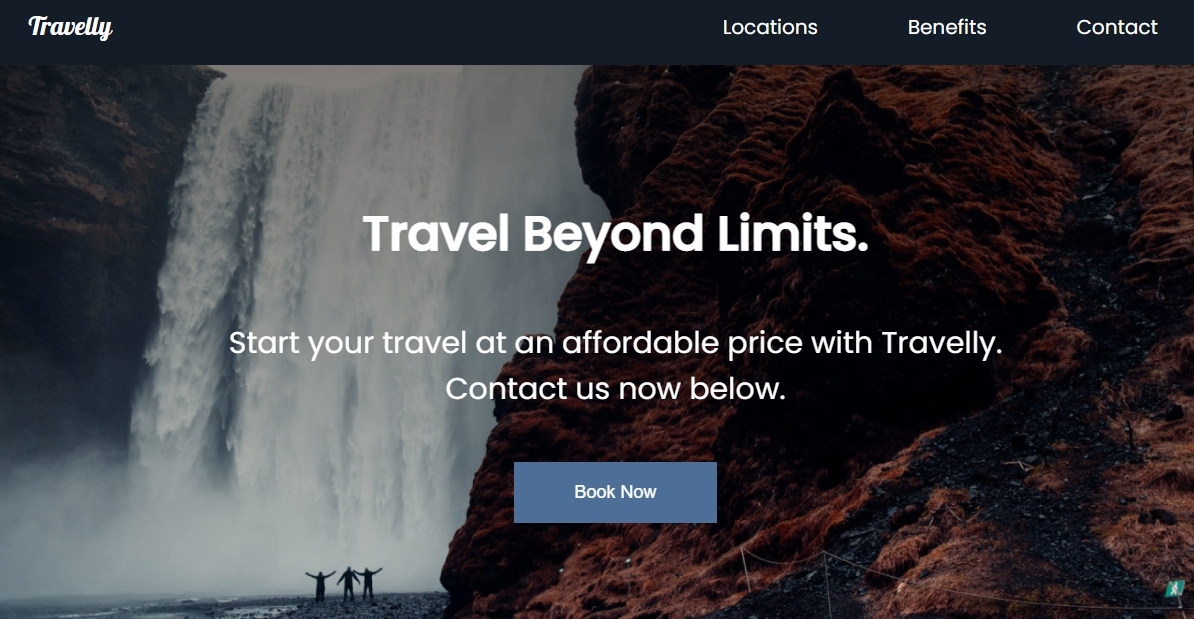 Travelly
Locations
Benefits
Contact
Travel Beyond Limits.
Start your travel at an affordable price with Travelly.
Contact us now below.
Book Now